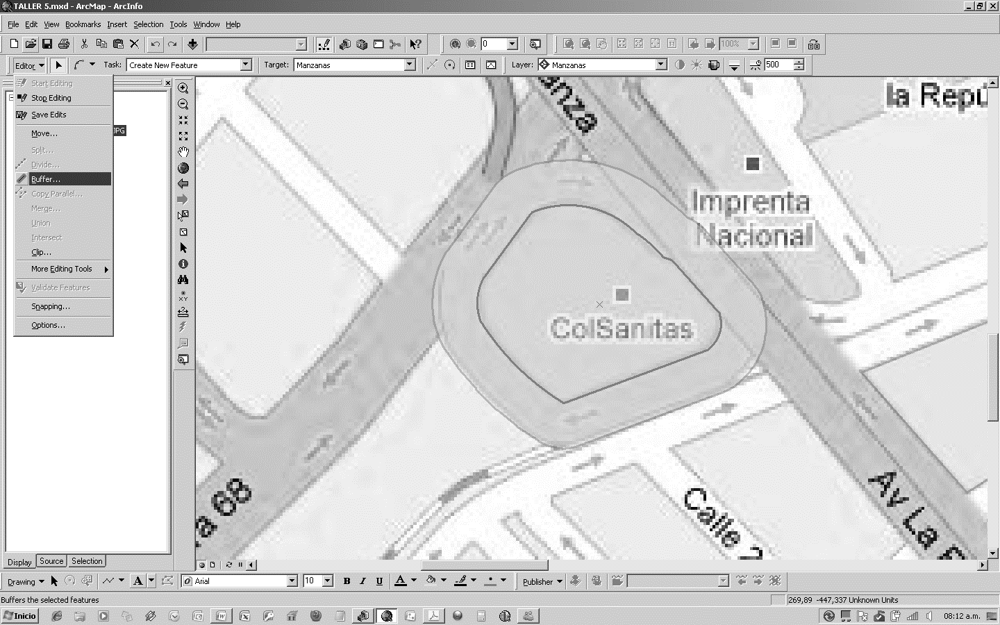 TALLER 5.mxd - ArcMap - ArcInfo
File Edit View Bookmarks Insert Selection Tools Window Help
0
100%
Editor Task: Create New Feature Target: Manzanas Layer: Manzanas 500
Start Editing
Stop Editing
Save Edits
Move...
JPG
Split...
Divide...
Buffer...
Copy Parallel...
Merge...
Union
Intersect
Clip...
More Editing Tools
Validate Features
Snapping...
Options...
XY
anza
la Repú
Imprenta
Nacional
ColSanitas
ra 68
Calle 2
Av La E
Display Source Selection
Drawing A Arial 10 B I U A Publisher
Buffers the selected features
269,89 -447,337 Unknown Units
Inicio
08:12 a.m.